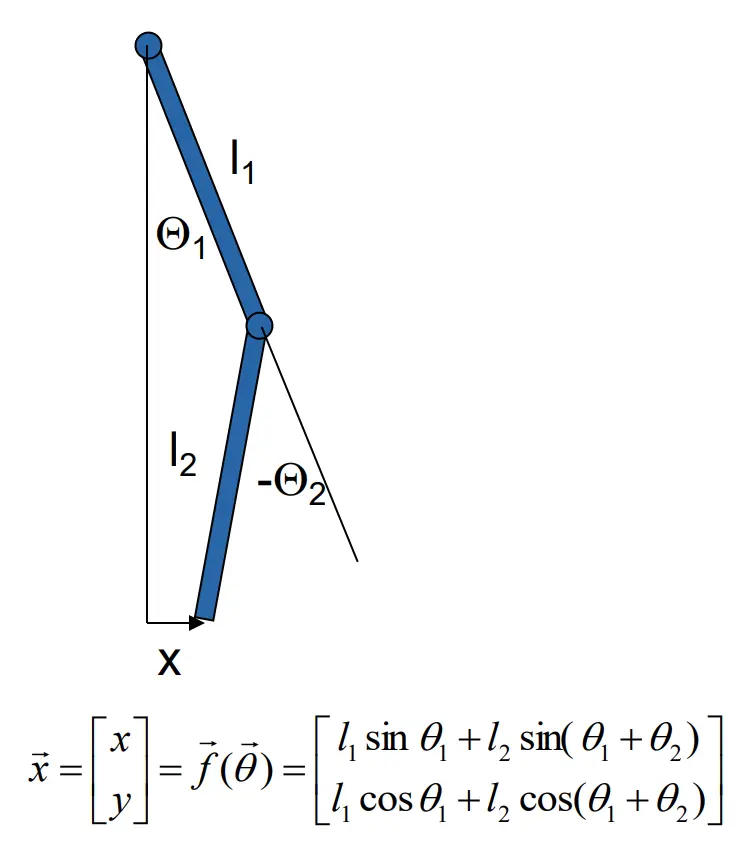 l₁
Θ₁
l₂
-Θ₂
x
x⃗ = [x y] = f⃗(θ⃗) = [l₁ sin θ₁ + l₂ sin(θ₁ + θ₂)
l₁ cos θ₁ + l₂ cos(θ₁ + θ₂)]